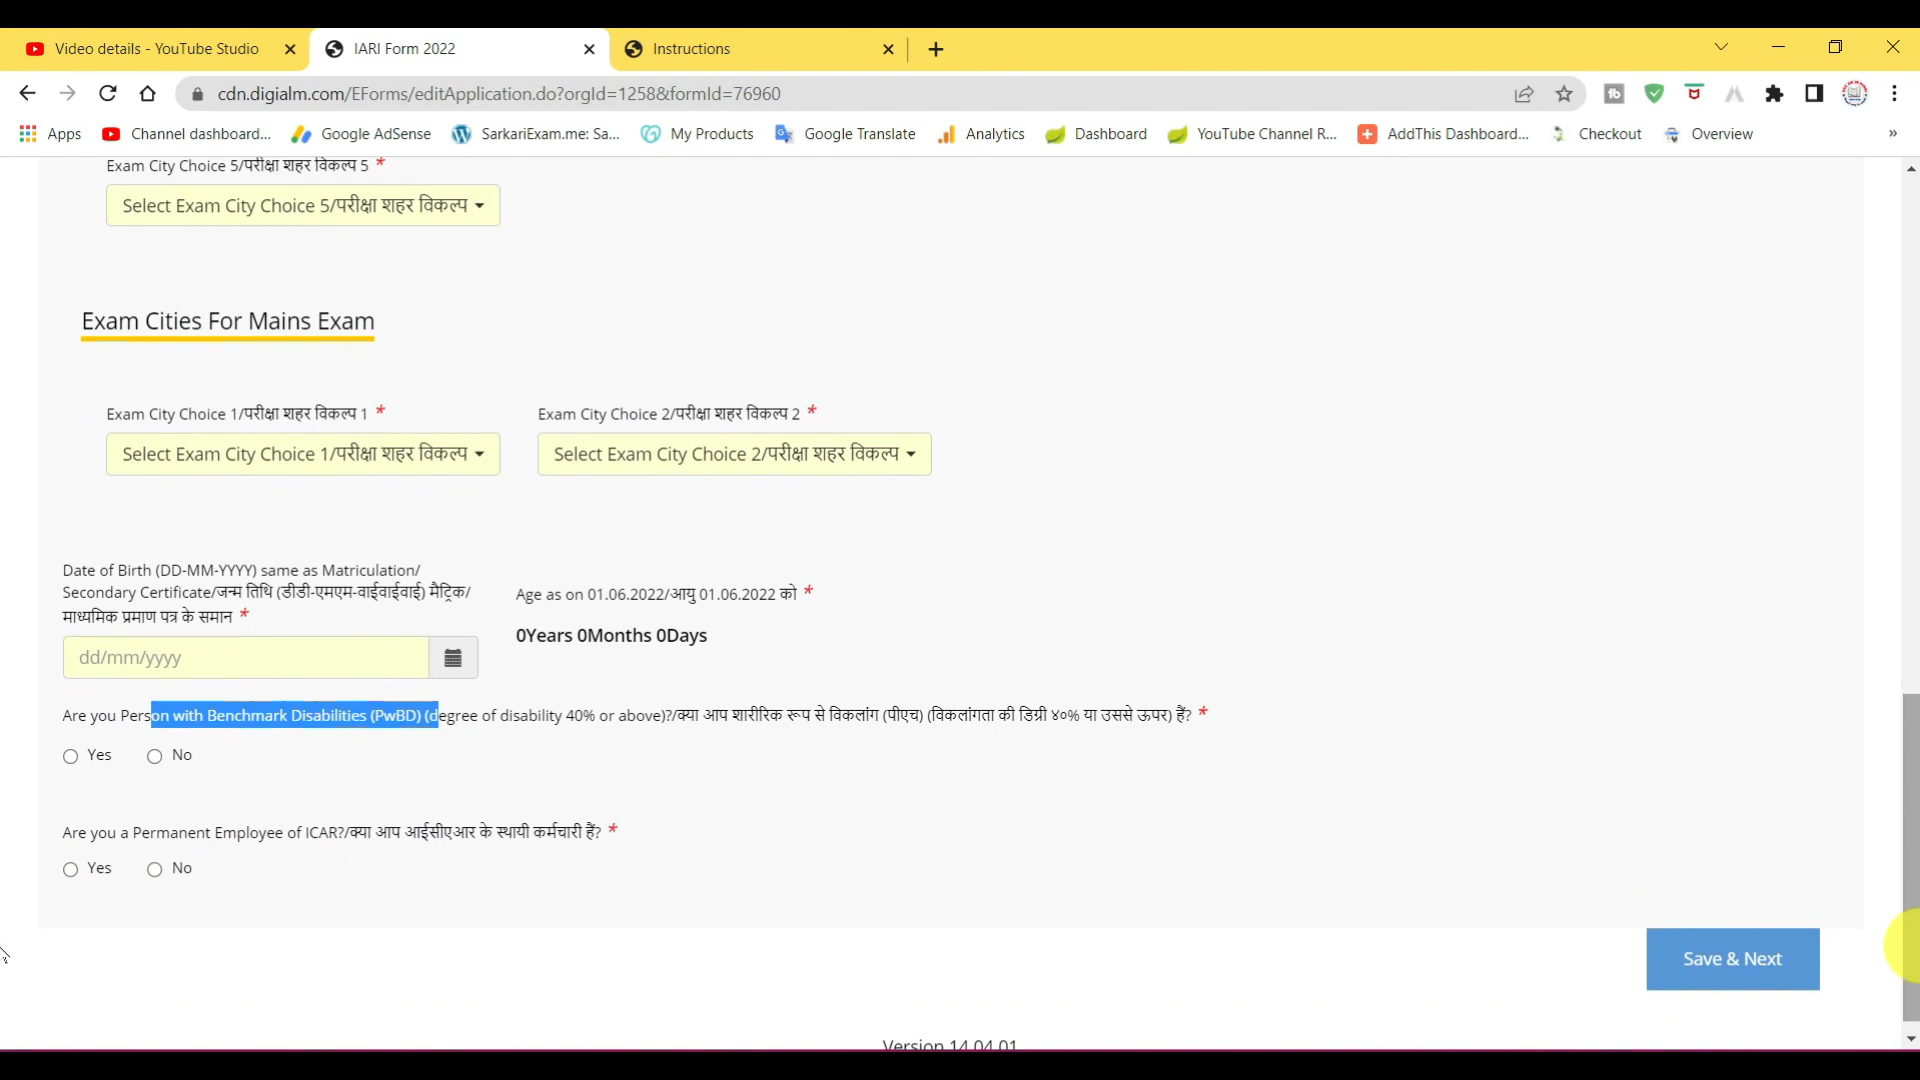 Video details - YouTube Studio
IARI Form 2022
Instructions
cdn.digialm.com/EForms/editApplication.do?orgId=1258&formId=76960
Apps
Channel dashboard...
Google AdSense
SarkariExam.me: Sa...
My Products
Google Translate
Analytics
Dashboard
YouTube Channel R...
AddThis Dashboard...
Checkout
Overview
»
Exam City Choice 5/परीक्षा शहर विकल्प 5 *
Select Exam City Choice 5/परीक्षा शहर विकल्प
Exam Cities For Mains Exam
Exam City Choice 1/परीक्षा शहर विकल्प 1 *
Exam City Choice 2/परीक्षा शहर विकल्प 2 *
Select Exam City Choice 1/परीक्षा शहर विकल्प
Select Exam City Choice 2/परीक्षा शहर विकल्प
Date of Birth (DD-MM-YYYY) same as Matriculation/
Secondary Certificate/जन्म तिथि (डीडी-एमएम-वाईवाईवाई) मैट्रिक/
माध्यमिक प्रमाण पत्र के समान *
Age as on 01.06.2022/आयु 01.06.2022 को *
0Years 0Months 0Days
dd/mm/yyyy
Are you Person with Benchmark Disabilities (PwBD) (degree of disability 40% or above)?/क्या आप शारीरिक रूप से विकलांग (पीएच) (विकलांगता की डिग्री ४०% या उससे ऊपर) हैं? *
Yes No
Are you a Permanent Employee of ICAR?/क्या आप आईसीएआर के स्थायी कर्मचारी हैं? *
Yes No
Save & Next
Version 14.04.01